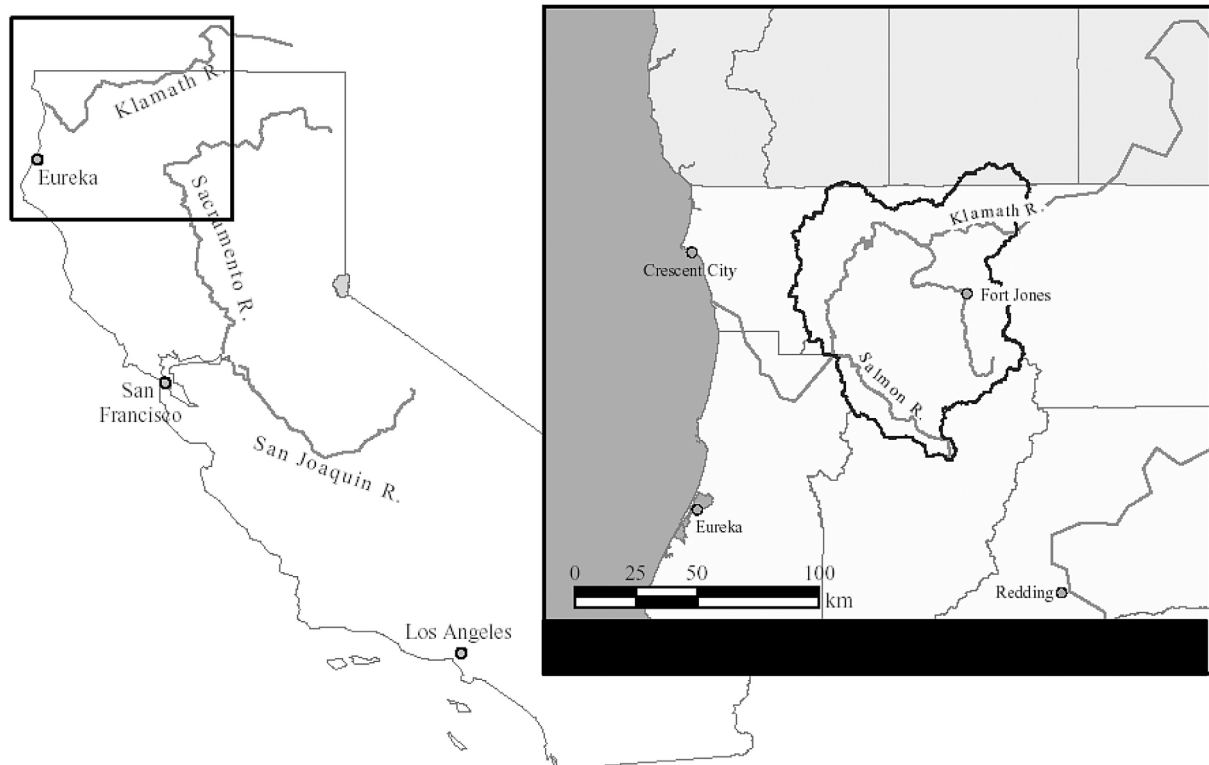 Klamath R.
Eureka
Sacramento R.
San
Francisco
San Joaquin R.
Los Angeles
Klamath R.
Crescent City
Fort Jones
Salmon R.
Eureka
0 25 50 100
km
Redding